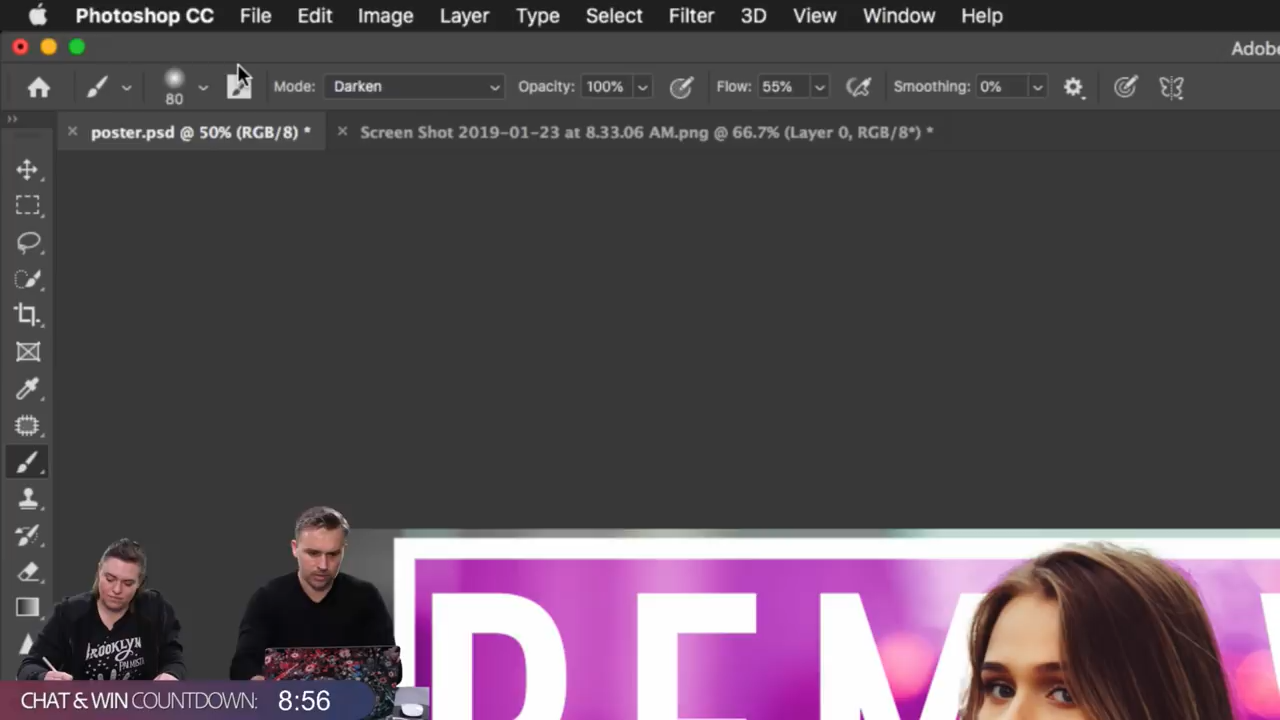 Photoshop CC File Edit Image Layer Type Select Filter 3D View Window Help
Adobe
80 Mode: Darken Opacity: 100% Flow: 55% Smoothing: 0%
× poster.psd @ 50% (RGB/8) * × Screen Shot 2019-01-23 at 8.33.06 AM.png @ 66.7% (Layer 0, RGB/8*) *
BROOKLYN
CHAT & WIN COUNTDOWN: 8:56